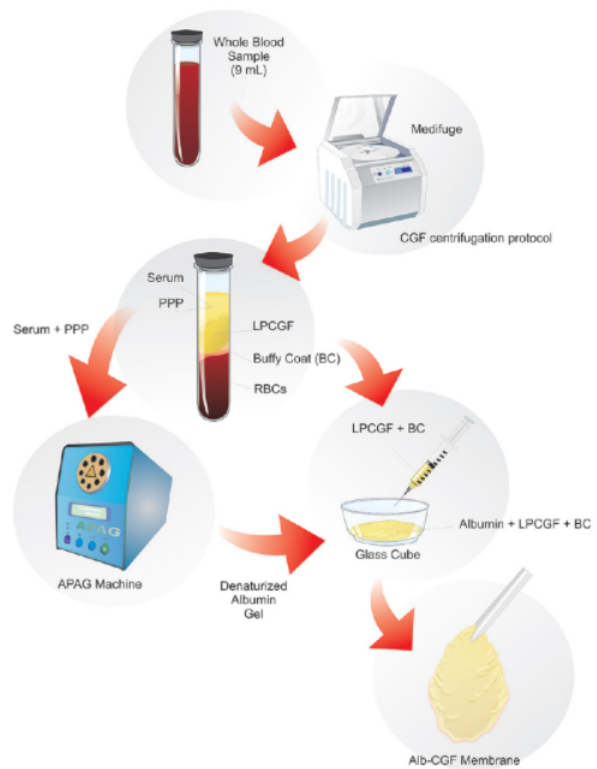 Whole Blood
Sample
(9 mL)
Medifuge
CGF centrifugation protocol
Serum
PPP
Serum + PPP
LPCGF
Buffy Coat (BC)
RBCs
LPCGF + BC
Albumin + LPCGF + BC
Glass Cube
APAG
APAG Machine
Denaturized
Albumin
Gel
Alb-CGF Membrane